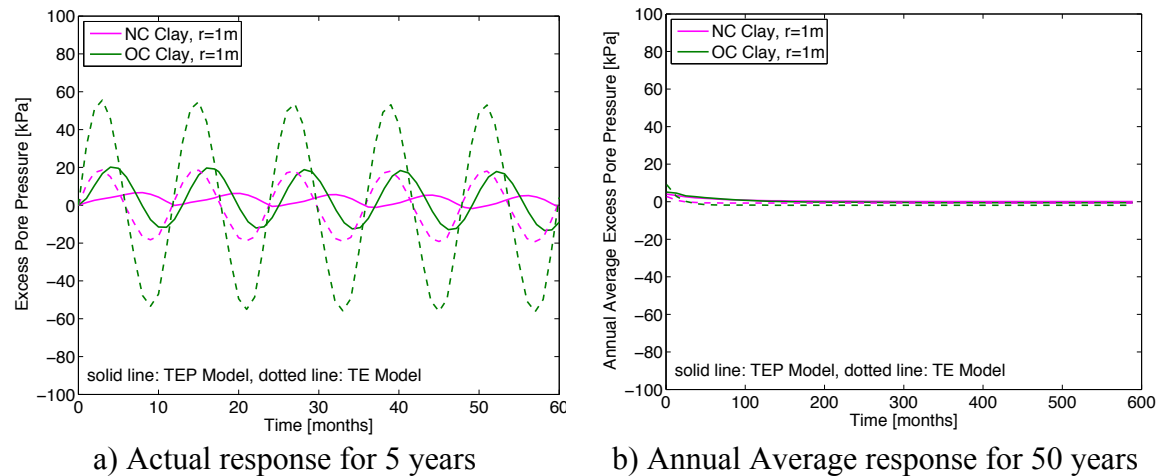 100
80
60
40
20
0
−20
−40
−60
−80
−100
Excess Pore Pressure [kPa]
NC Clay, r=1m
OC Clay, r=1m
solid line: TEP Model, dotted line: TE Model
0 10 20 30 40 50
Time [months]
a) Actual response for 5 years
100
80
60
40
20
0
−20
−40
−60
−80
−100
Annual Average Excess Pore Pressure [kPa]
NC Clay, r=1m
OC Clay, r=1m
solid line: TEP Model, dotted line: TE Model
0 100 200 300 400 500 600
Time [months]
b) Annual Average response for 50 years